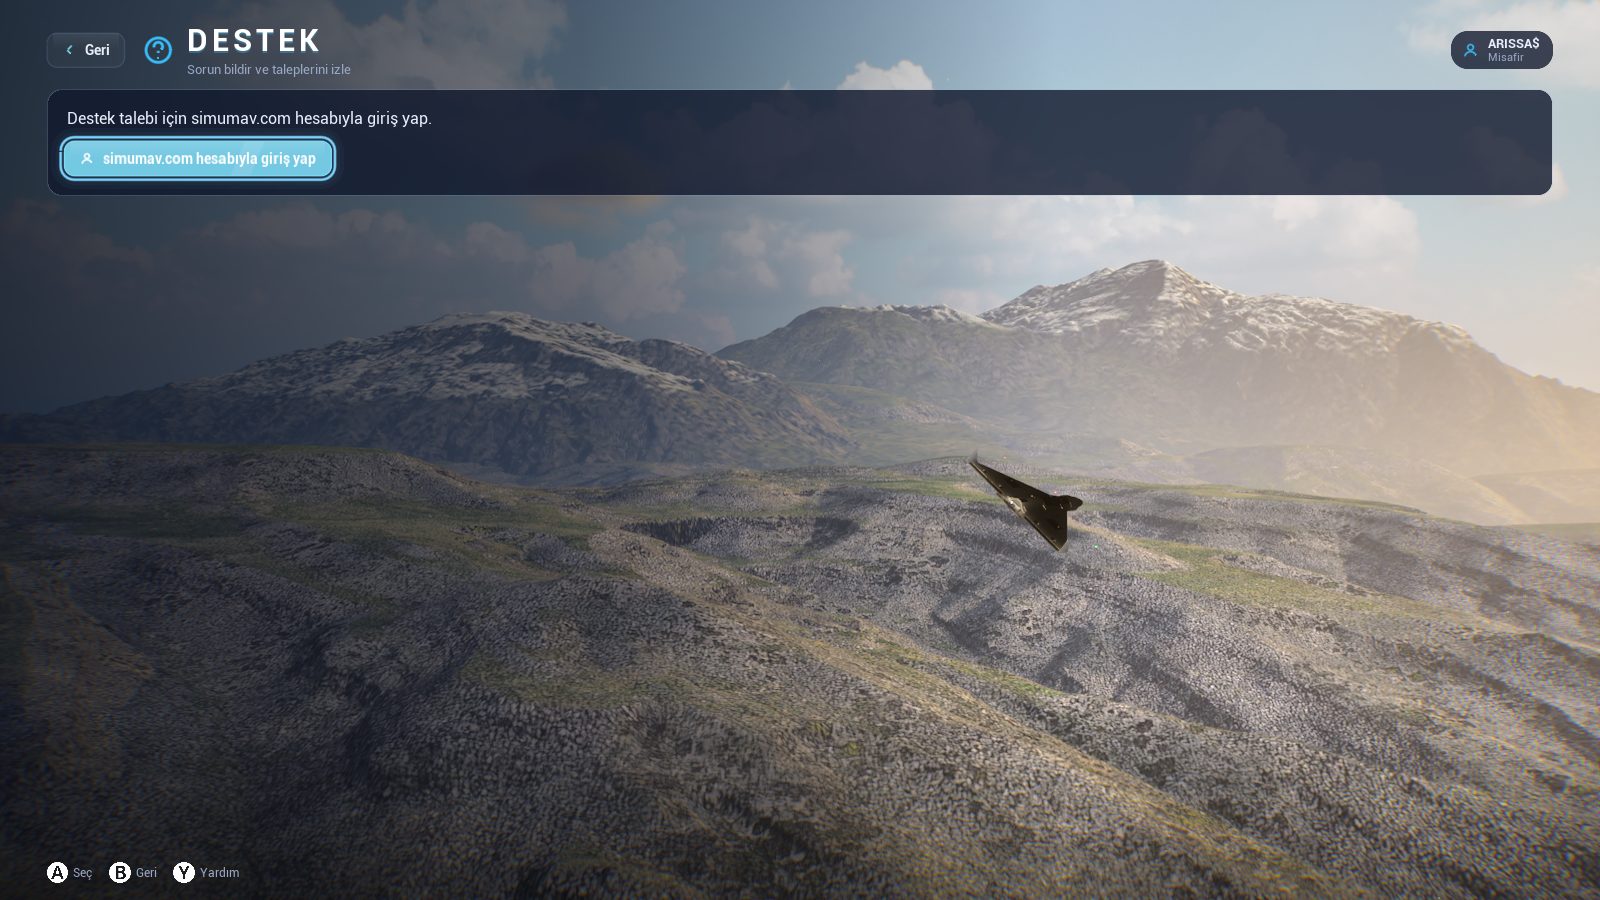 Geri
DESTEK
Sorun bildir ve taleplerini izle
ARISSA$
Misafir
Destek talebi için simumav.com hesabıyla giriş yap.
simumav.com hesabıyla giriş yap
A Seç B Geri Y Yardım